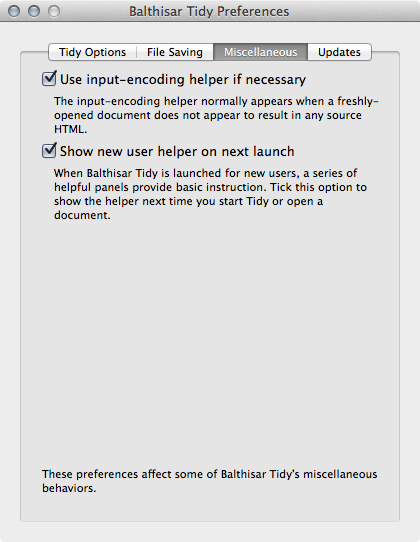 Balthisar Tidy Preferences
Tidy Options File Saving Miscellaneous Updates
Use input-encoding helper if necessary
The input-encoding helper normally appears when a freshly-
opened document does not appear to result in any source
HTML.
Show new user helper on next launch
When Balthisar Tidy is launched for new users, a series of
helpful panels provide basic instruction. Tick this option to
show the helper next time you start Tidy or open a
document.
These preferences affect some of Balthisar Tidy's miscellaneous
behaviors.